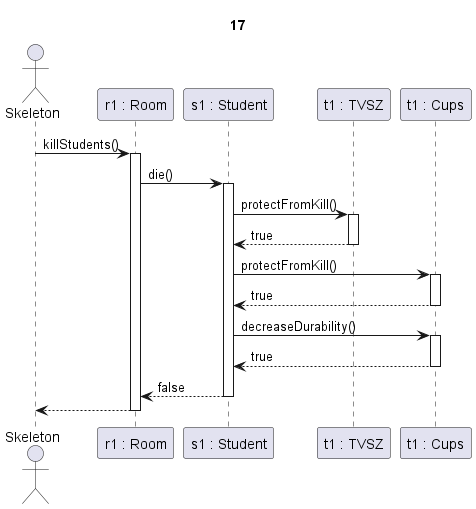 17
Skeleton
r1 : Room
s1 : Student
t1 : TVSZ
t1 : Cups
killStudents()
die()
protectFromKill()
true
protectFromKill()
true
decreaseDurability()
true
false
Skeleton
r1 : Room
s1 : Student
t1 : TVSZ
t1 : Cups